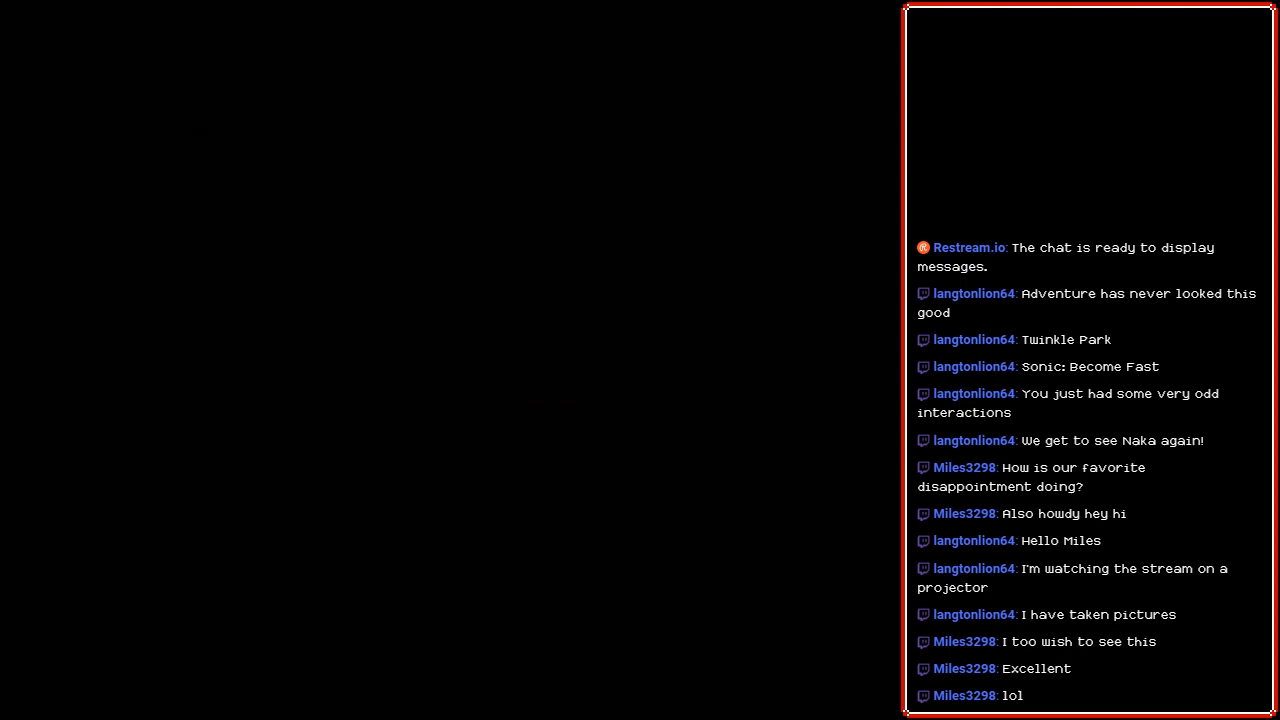 Restream.io: The chat is ready to display
messages.
langtonlion64: Adventure has never looked this
good
langtonlion64: Twinkle Park
langtonlion64: Sonic: Become Fast
langtonlion64: You just had some very odd
interactions
langtonlion64: We get to see Naka again!
Miles3298: How is our favorite
disappointment doing?
Miles3298: Also howdy hey hi
langtonlion64: Hello Miles
langtonlion64: I'm watching the stream on a
projector
langtonlion64: I have taken pictures
Miles3298: I too wish to see this
Miles3298: Excellent
Miles3298: lol